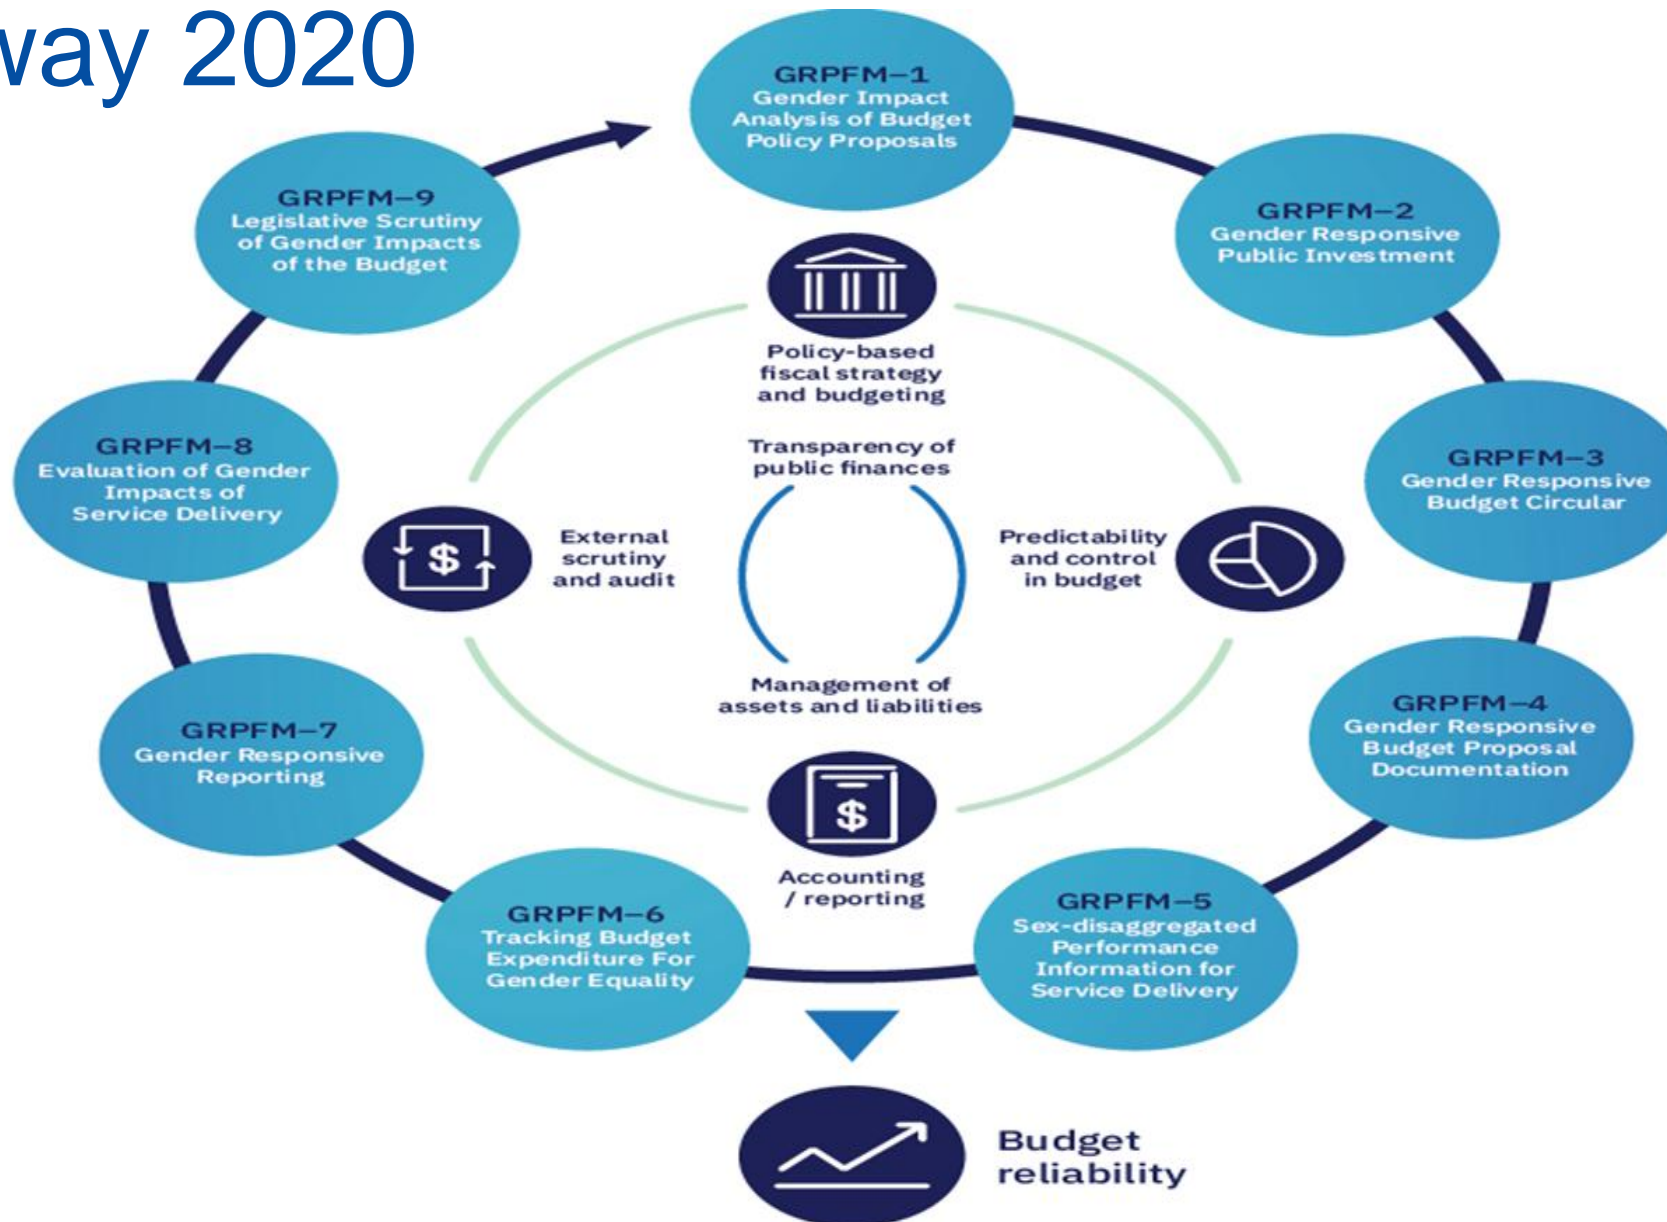 way 2020
GRPFM–1
Gender Impact
Analysis of Budget
Policy Proposals
GRPFM–2
Gender Responsive
Public Investment
GRPFM–3
Gender Responsive
Budget Circular
GRPFM–4
Gender Responsive
Budget Proposal
Documentation
GRPFM–5
Sex-disaggregated
Performance
Information for
Service Delivery
GRPFM–6
Tracking Budget
Expenditure For
Gender Equality
GRPFM–7
Gender Responsive
Reporting
GRPFM–8
Evaluation of Gender
Impacts of
Service Delivery
GRPFM–9
Legislative Scrutiny
of Gender Impacts
of the Budget
Policy-based
fiscal strategy
and budgeting
Transparency of
public finances
External
scrutiny
and audit
$
Predictability
and control
in budget
Management of
assets and liabilities
$
Accounting
/ reporting
Budget
reliability